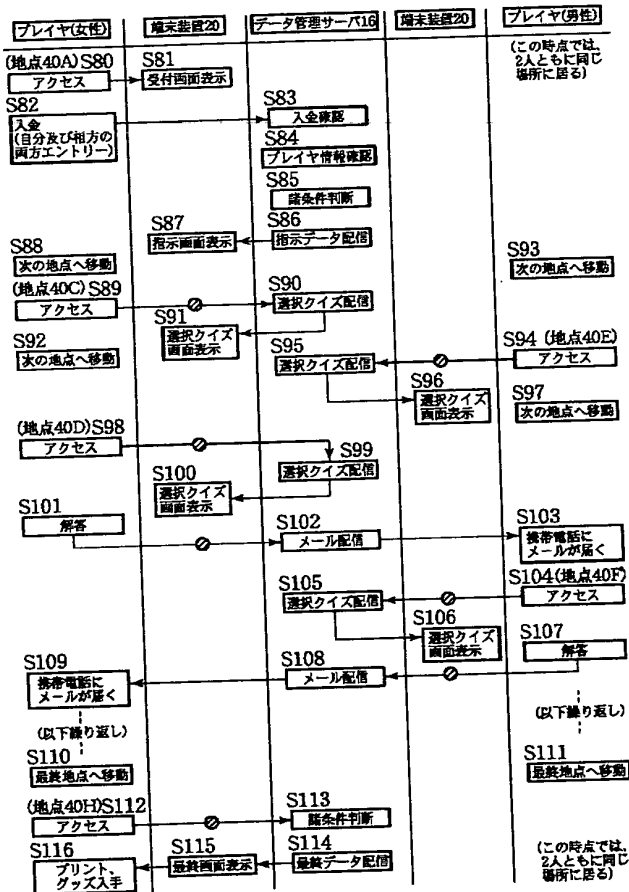 プレイヤ(女性) 端末装置20 データ管理サーバ16 端末装置20 プレイヤ(男性)
(この時点では、
2人ともに同じ
場所に居る)
(地点40A)S80
アクセス
S81
受付画面表示
S82
入金
(自分及び相方の
両方エントリー)
S83
入金確認
S84
プレイヤ情報確認
S85
諸条件判断
S86
指示データ配信
S87
指示画面表示
S88
次の地点へ移動
S93
次の地点へ移動
(地点40C)S89
アクセス
S90
選択クイズ配信
S91
選択クイズ
画面表示
S92
次の地点へ移動
S94(地点40E)
アクセス
S95
選択クイズ配信
S96
選択クイズ
画面表示
S97
次の地点へ移動
(地点40D)S98
アクセス
S99
選択クイズ配信
S100
選択クイズ
画面表示
S101
解答
S102
メール配信
S103
携帯電話に
メールが届く
S104(地点40F)
アクセス
S105
選択クイズ配信
S106
選択クイズ
画面表示
S107
解答
S108
メール配信
S109
携帯電話に
メールが届く
(以下繰り返し)
(以下繰り返し)
S110
最終地点へ移動
S111
最終地点へ移動
(地点40H)S112
アクセス
S113
諸条件判断
S114
最終データ配信
S115
最終画面表示
S116
プリント、
グッズ入手
(この時点では、
2人ともに同じ
場所に居る)